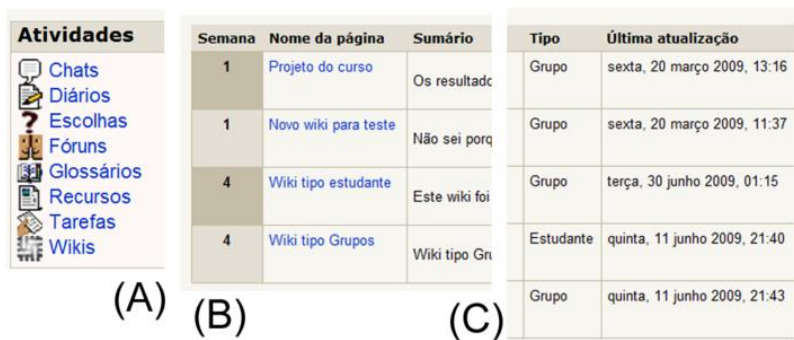 Atividades
Chats
Diários
Escolhas
Fóruns
Glossários
Recursos
Tarefas
Wikis
(A)
Semana Nome da página Sumário
1 Projeto do curso Os resultado
1 Novo wiki para teste Não sei porq
4 Wiki tipo estudante Este wiki foi
4 Wiki tipo Grupos Wiki tipo Gru
(B)
Tipo Última atualização
Grupo sexta, 20 março 2009, 13:16
Grupo sexta, 20 março 2009, 11:37
Grupo terça, 30 junho 2009, 01:15
Estudante quinta, 11 junho 2009, 21:40
Grupo quinta, 11 junho 2009, 21:43
(C)